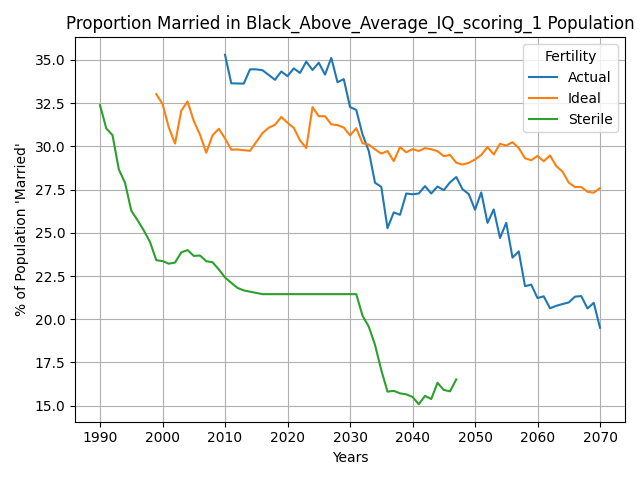 Proportion Married in Black_Above_Average_IQ_scoring_1 Population
% of Population 'Married'
35.0
32.5
30.0
27.5
25.0
22.5
20.0
17.5
15.0
Fertility
Actual
Ideal
Sterile
1990 2000 2010 2020 2030 2040 2050 2060 2070
Years